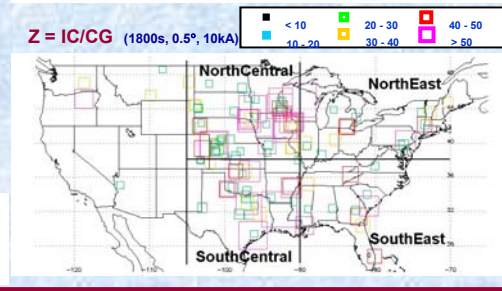 Z = IC/CG (1800s, 0.5°, 10kA)
< 10
20 - 30
40 - 50
10 - 20
30 - 40
> 50
NorthCentral
NorthEast
SouthCentral
SouthEast
-120
-110
-100
-90
-80
-70